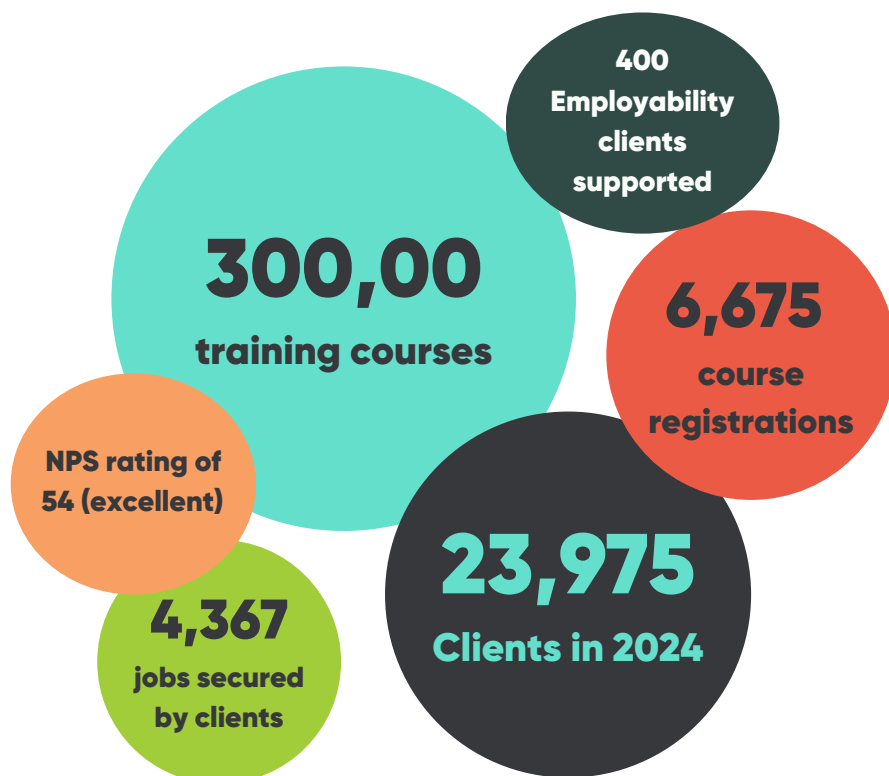 400
Employability
clients
supported
300,00
training courses
6,675
course
registrations
NPS rating of
54 (excellent)
23,975
Clients in 2024
4,367
jobs secured
by clients